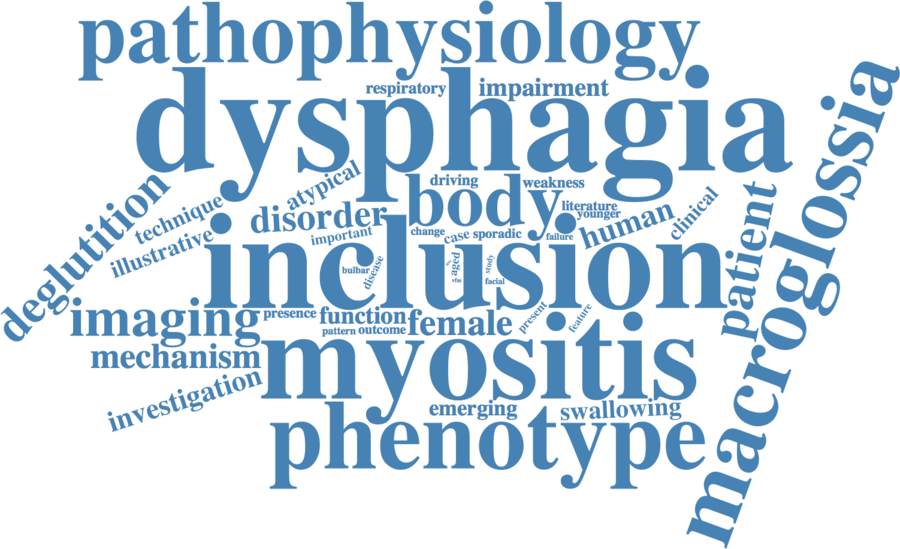 pathophysiology
dysphagia
respiratory impairment
macroglossia
driving weakness
atypical
body
deglutition
technique
disorder
literature
younger
human
clinical
patient
illustrative
important
change case sporadic failure
inclusion
bulbar
disease
aged
study
vfss
facial
imaging
presence function
pattern outcome
female
present
feature
mechanism
myositis
investigation
emerging swallowing
phenotype